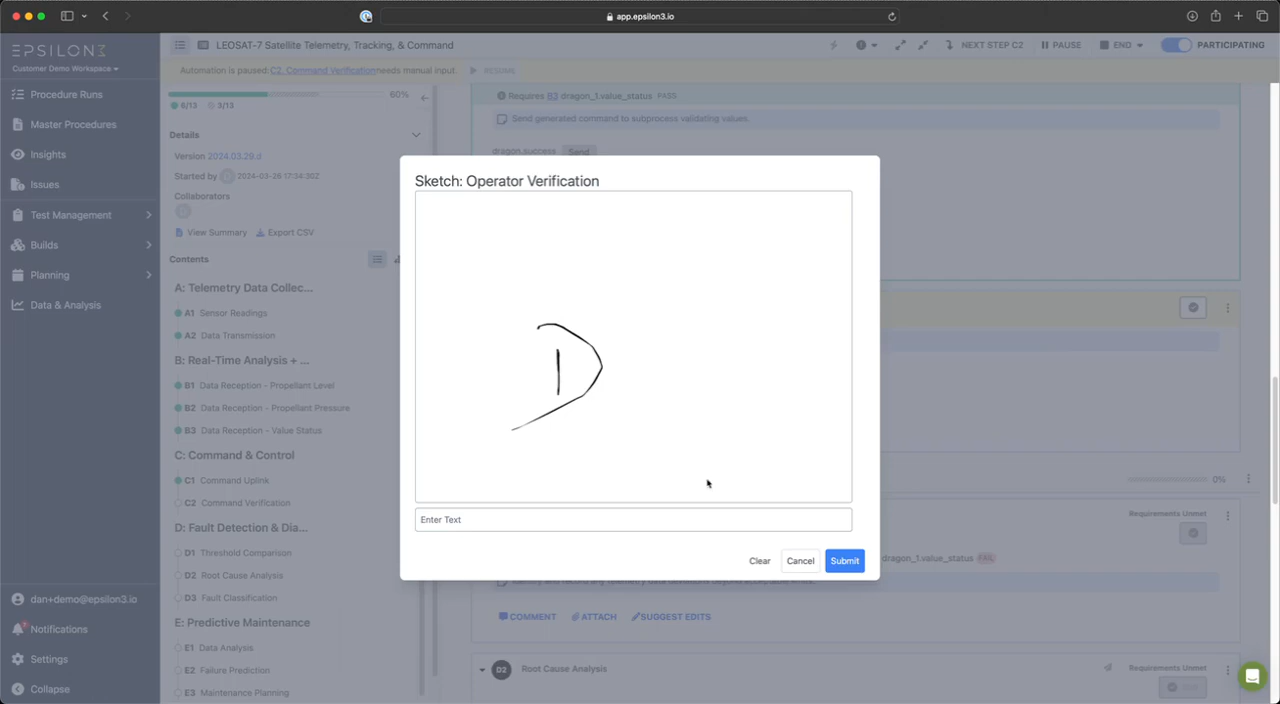 app.epsilon3.io
EPSILON3
Customer Demo Workspace
Procedure Runs
Master Procedures
Insights
Issues
Test Management
Builds
Planning
Data & Analysis
dan+demo@epsilon3.io
Notifications
Settings
Collapse
LEOSAT-7 Satellite Telemetry, Tracking, & Command
NEXT STEP C2
PAUSE
END
PARTICIPATING
Automation is paused: C2. Command Verification needs manual input.
RESUME
60%
8/13 3/13
Details
Version 2024.03.29.d
Started by D 2024-03-26 17:34:30Z
Collaborators
D
View Summary Export CSV
Contents
A: Telemetry Data Collec...
A1 Sensor Readings
A2 Data Transmission
B: Real-Time Analysis + ...
B1 Data Reception - Propellant Level
B2 Data Reception - Propellant Pressure
B3 Data Reception - Value Status
C: Command & Control
C1 Command Uplink
C2 Command Verification
D: Fault Detection & Dia...
D1 Threshold Comparison
D2 Root Cause Analysis
D3 Fault Classification
E: Predictive Maintenance
E1 Data Analysis
E2 Failure Prediction
E3 Maintenance Planning
Requires B3 dragon_1.value_status PASS
Send generated command to subprocess validating values.
dragon.success Send
Sketch: Operator Verification
D
Enter Text
Clear Cancel Submit
0%
Requirements Unmet
dragon_1.value_status FAIL
COMMENT ATTACH SUGGEST EDITS
D2 Root Cause Analysis
Requirements Unmet